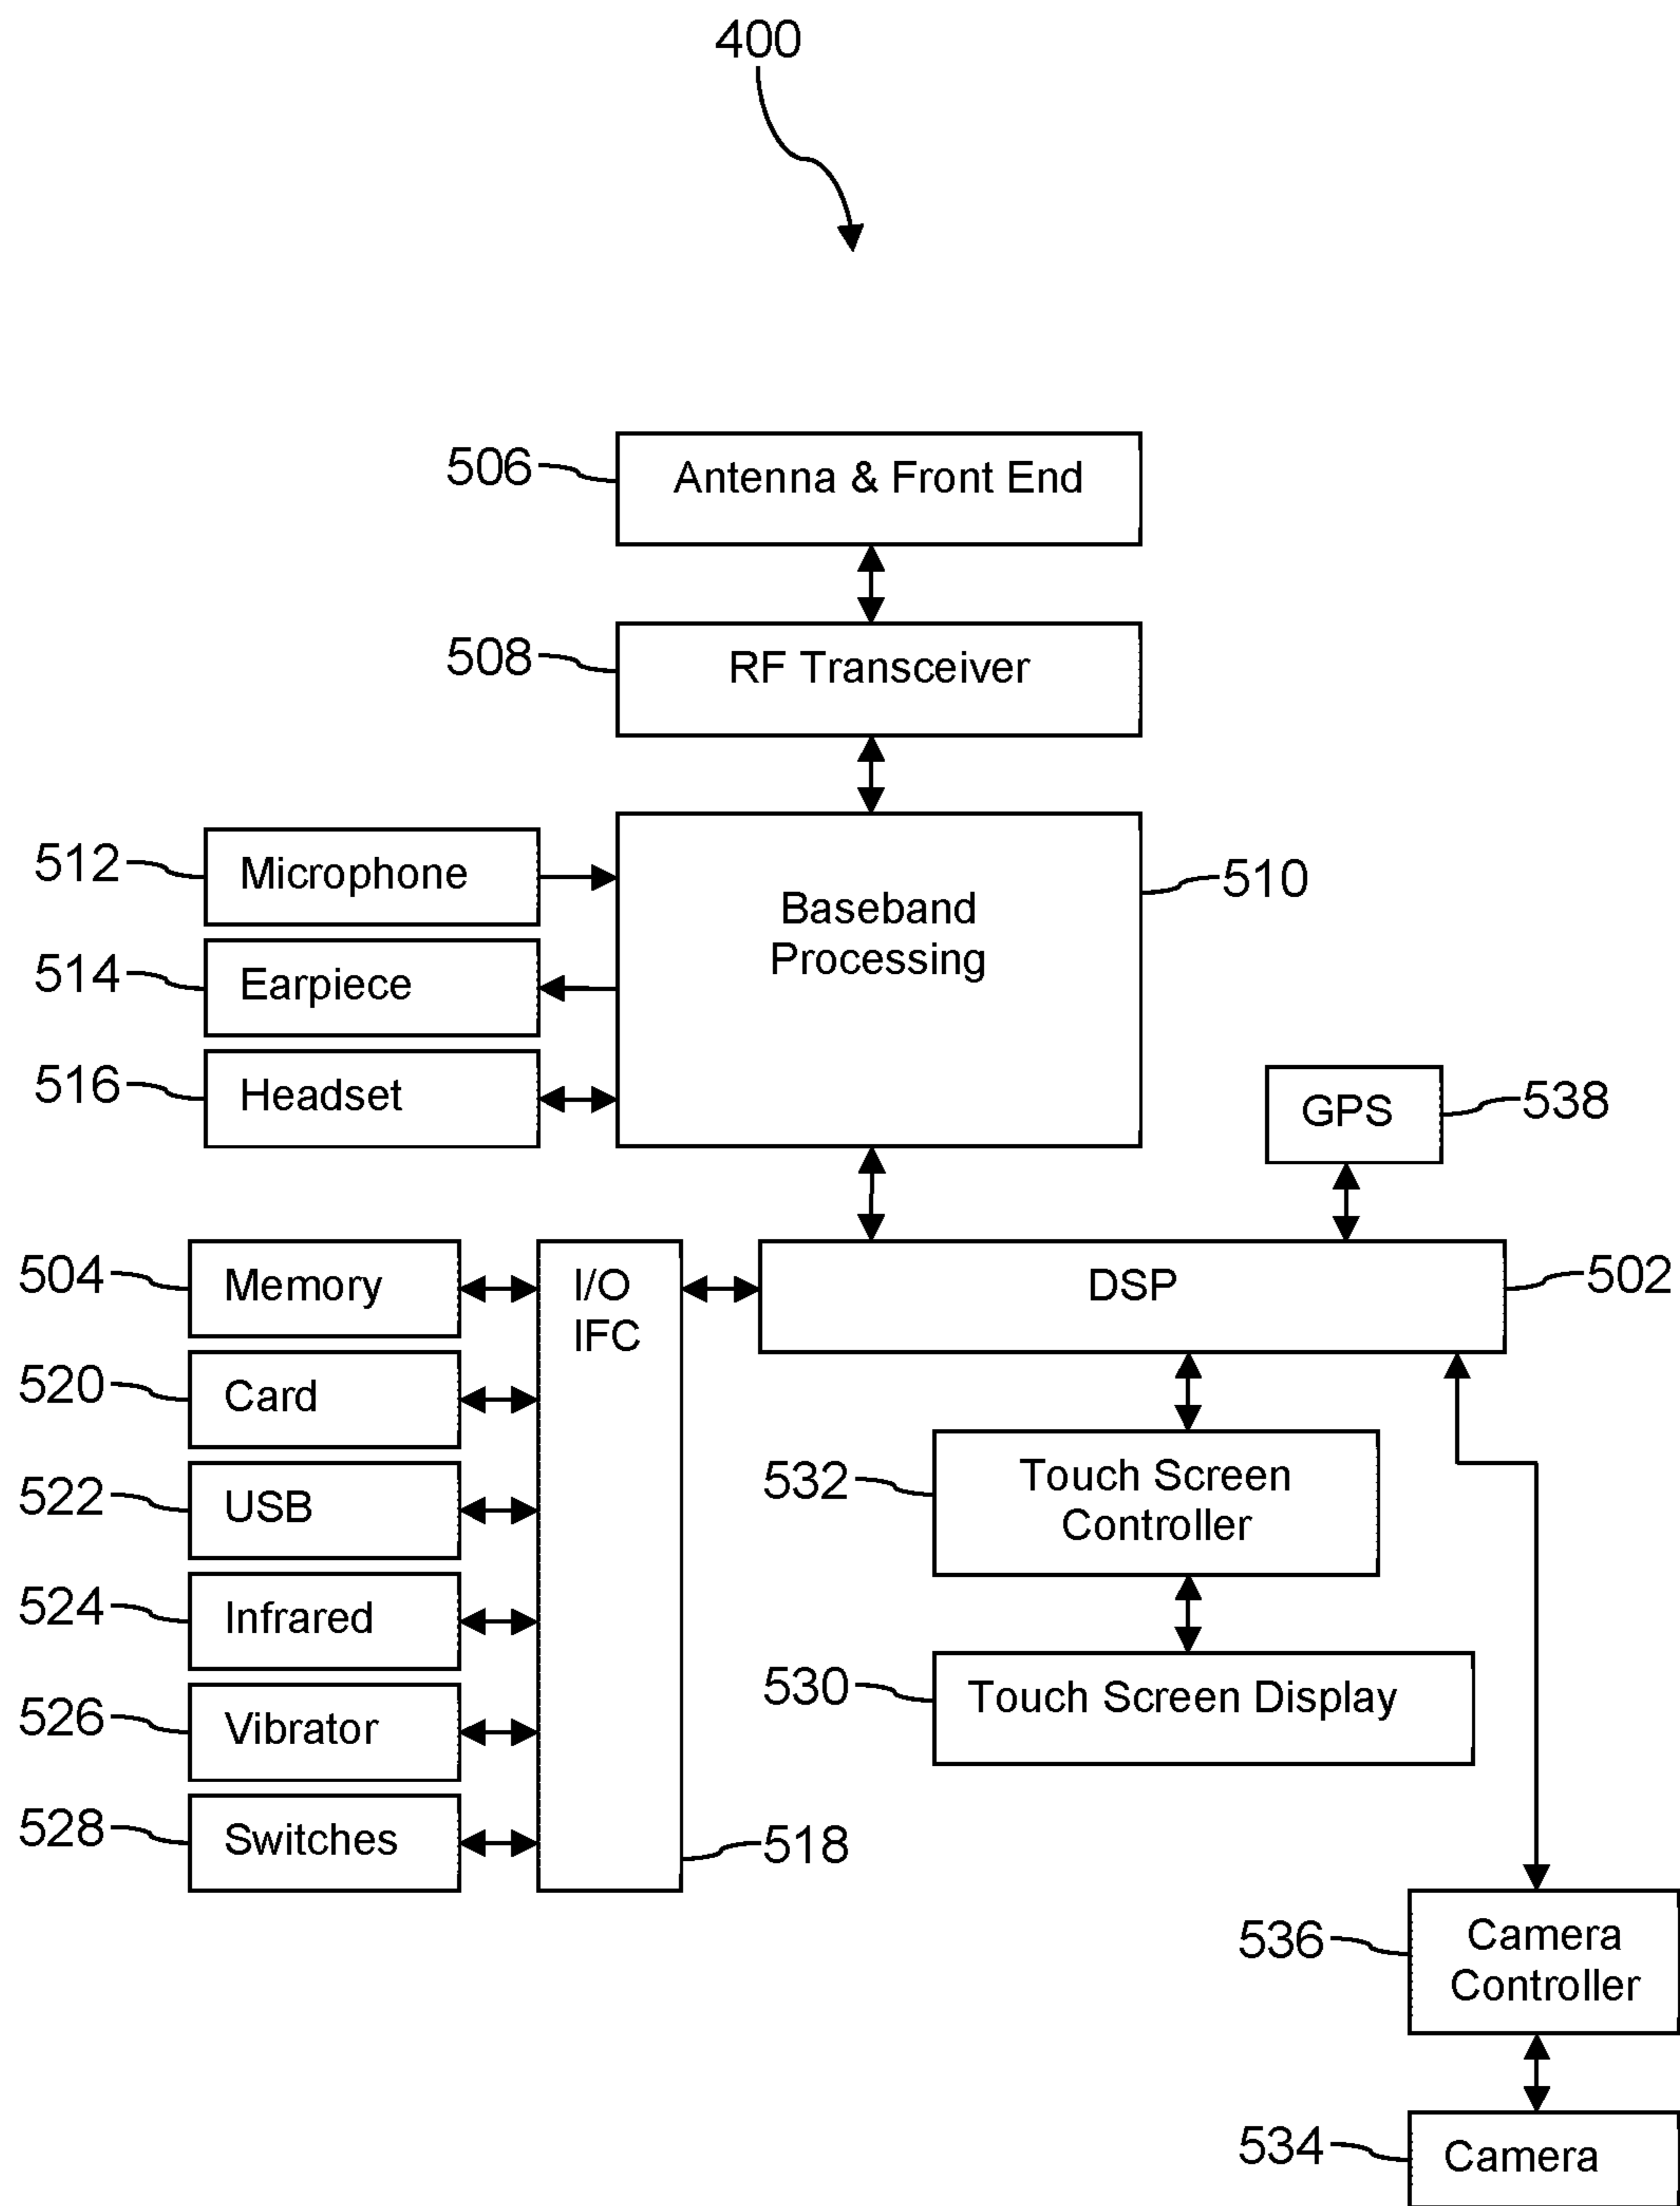 400
506
Antenna & Front End
508
RF Transceiver
512
Microphone
Baseband
Processing
510
514
Earpiece
516
Headset
GPS
538
504
Memory
I/O
IFC
DSP
502
520
Card
522
USB
532
Touch Screen
Controller
524
Infrared
526
Vibrator
530
Touch Screen Display
528
Switches
518
536
Camera
Controller
534
Camera